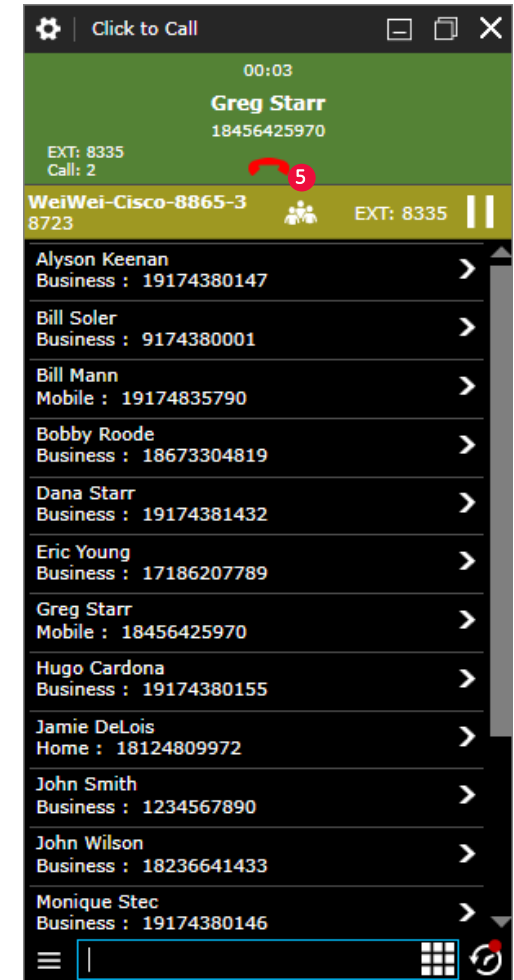 Click to Call
00:03
Greg Starr
18456425970
EXT: 8335
Call: 2
5
WeiWei-Cisco-8865-3
8723
EXT: 8335
Alyson Keenan
Business : 19174380147
Bill Soler
Business : 9174380001
Bill Mann
Mobile : 19174835790
Bobby Roode
Business : 18673304819
Dana Starr
Business : 19174381432
Eric Young
Business : 17186207789
Greg Starr
Mobile : 18456425970
Hugo Cardona
Business : 19174380155
Jamie DeLois
Home : 18124809972
John Smith
Business : 1234567890
John Wilson
Business : 18236641433
Monique Stec
Business : 19174380146